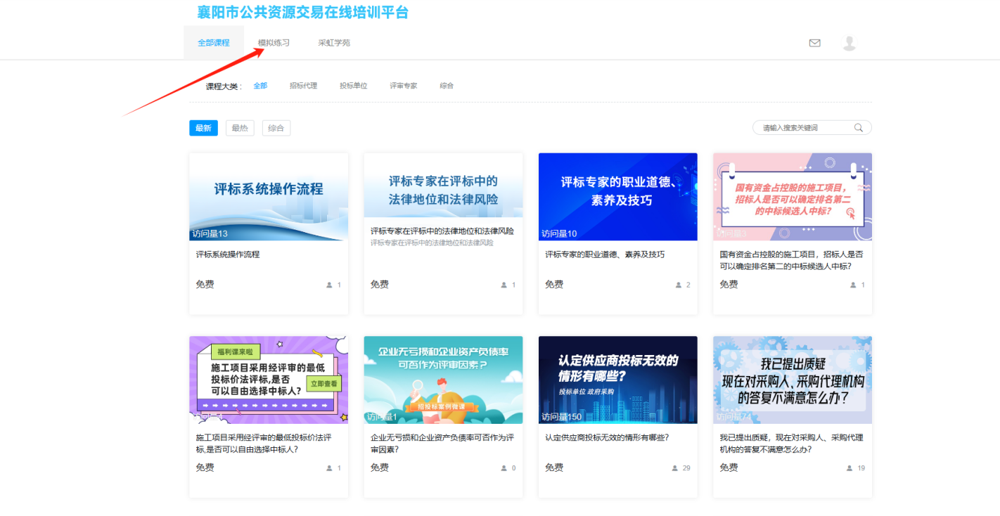 襄阳市公共资源交易在线培训平台
全部课程 模拟练习 采虹学苑
课程大类： 全部 招标代理 投标单位 评审专家 综合
最新 最热 综合 请输入搜索关键词
评标系统操作流程
访问量13
评标系统操作流程
免费 1
评标专家在评标中的
法律地位和法律风险
评标专家在评标中的法律地位和法律风险
评标专家在评标中的法律地位和法律风险
免费 1
评标专家的职业道德、
素养及技巧
访问量10
评标专家的职业道德、素养及技巧
免费 2
国有资金占控股的施工项目，
招标人是否可以确定排名第二
的中标候选人中标？
访问量3
国有资金占控股的施工项目，招标人是否
可以确定排名第二的中标候选人中标？
免费 1
福利课来啦
施工项目采用经评审的最低
投标价法评标,是否
可以自由选择中标人?
立即查看
施工项目采用经评审的最低投标价法评
标,是否可以自由选择中标人？
免费 1
企业无亏损和企业资产负债率
可否作为评审因素？
招投标案例微课
访问量1
企业无亏损和企业资产负债率可否作为评
审因素？
免费 0
认定供应商投标无效的
情形有哪些?
投标单位 政府采购
访问量150
认定供应商投标无效的情形有哪些？
免费 29
我已提出质疑
现在对采购人、采购代理机构
的答复不满意怎么办？
访问量74
我已提出质疑，现在对采购人、采购代理
机构的答复不满意怎么办？
免费 19